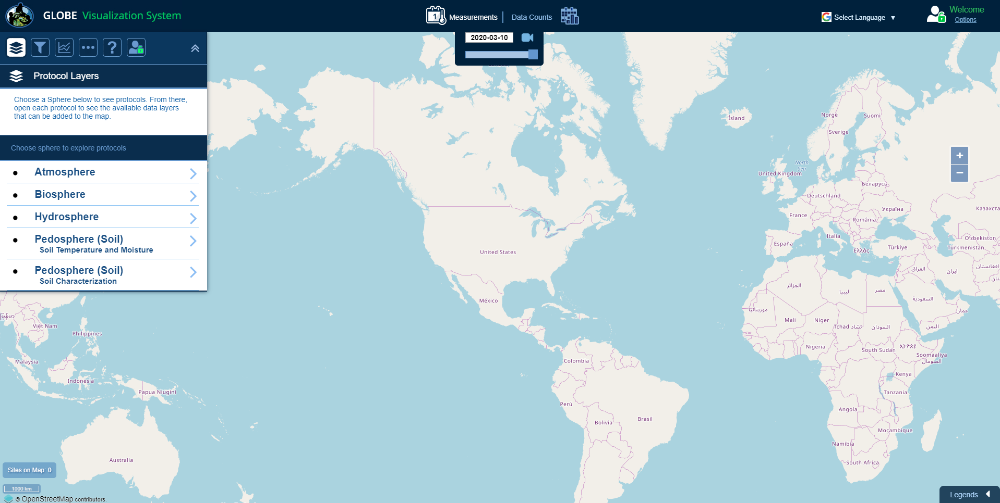 GLOBE Visualization System
1
Measurements
Data Counts
Select Language ▼
Welcome
Options
2020-03-10
?
Protocol Layers
Choose a Sphere below to see protocols. From there,
open each protocol to see the available data layers
that can be added to the map.
Choose sphere to explore protocols
Atmosphere
Biosphere
Hydrosphere
Pedosphere (Soil)
Soil Temperature and Moisture
Pedosphere (Soil)
Soil Characterization
+
−
Ísland
Norge
Suomi
Sverige
North
Sea
United Kingdom
Беларусь
Deutschland
Україна
France
România
Казахста
Italia
España
Türkiye
Ελλάς
O'zbekiston
Türkmenistan
United States
México
العراق
ایران
افغانستان
الجزائر
ليبيا
مصر
السعودية
عمان
اليمن
موريتانيا
Mali
Niger
Tchad تشاد
السودان
Nigeria
South Sudan
ኢትዮጵያ
Soomaaliya
الصومال
Kenya
Tanzania
Angola
Moçambique
Namibia
South Africa
Colombia
Perú
Brasil
Bolivia
Việt Nam
Philippines
Malaysia
Indonesia
Papua Niugini
Australia
Sites on Map: 0
1000 km
© OpenStreetMap contributors.
Legends